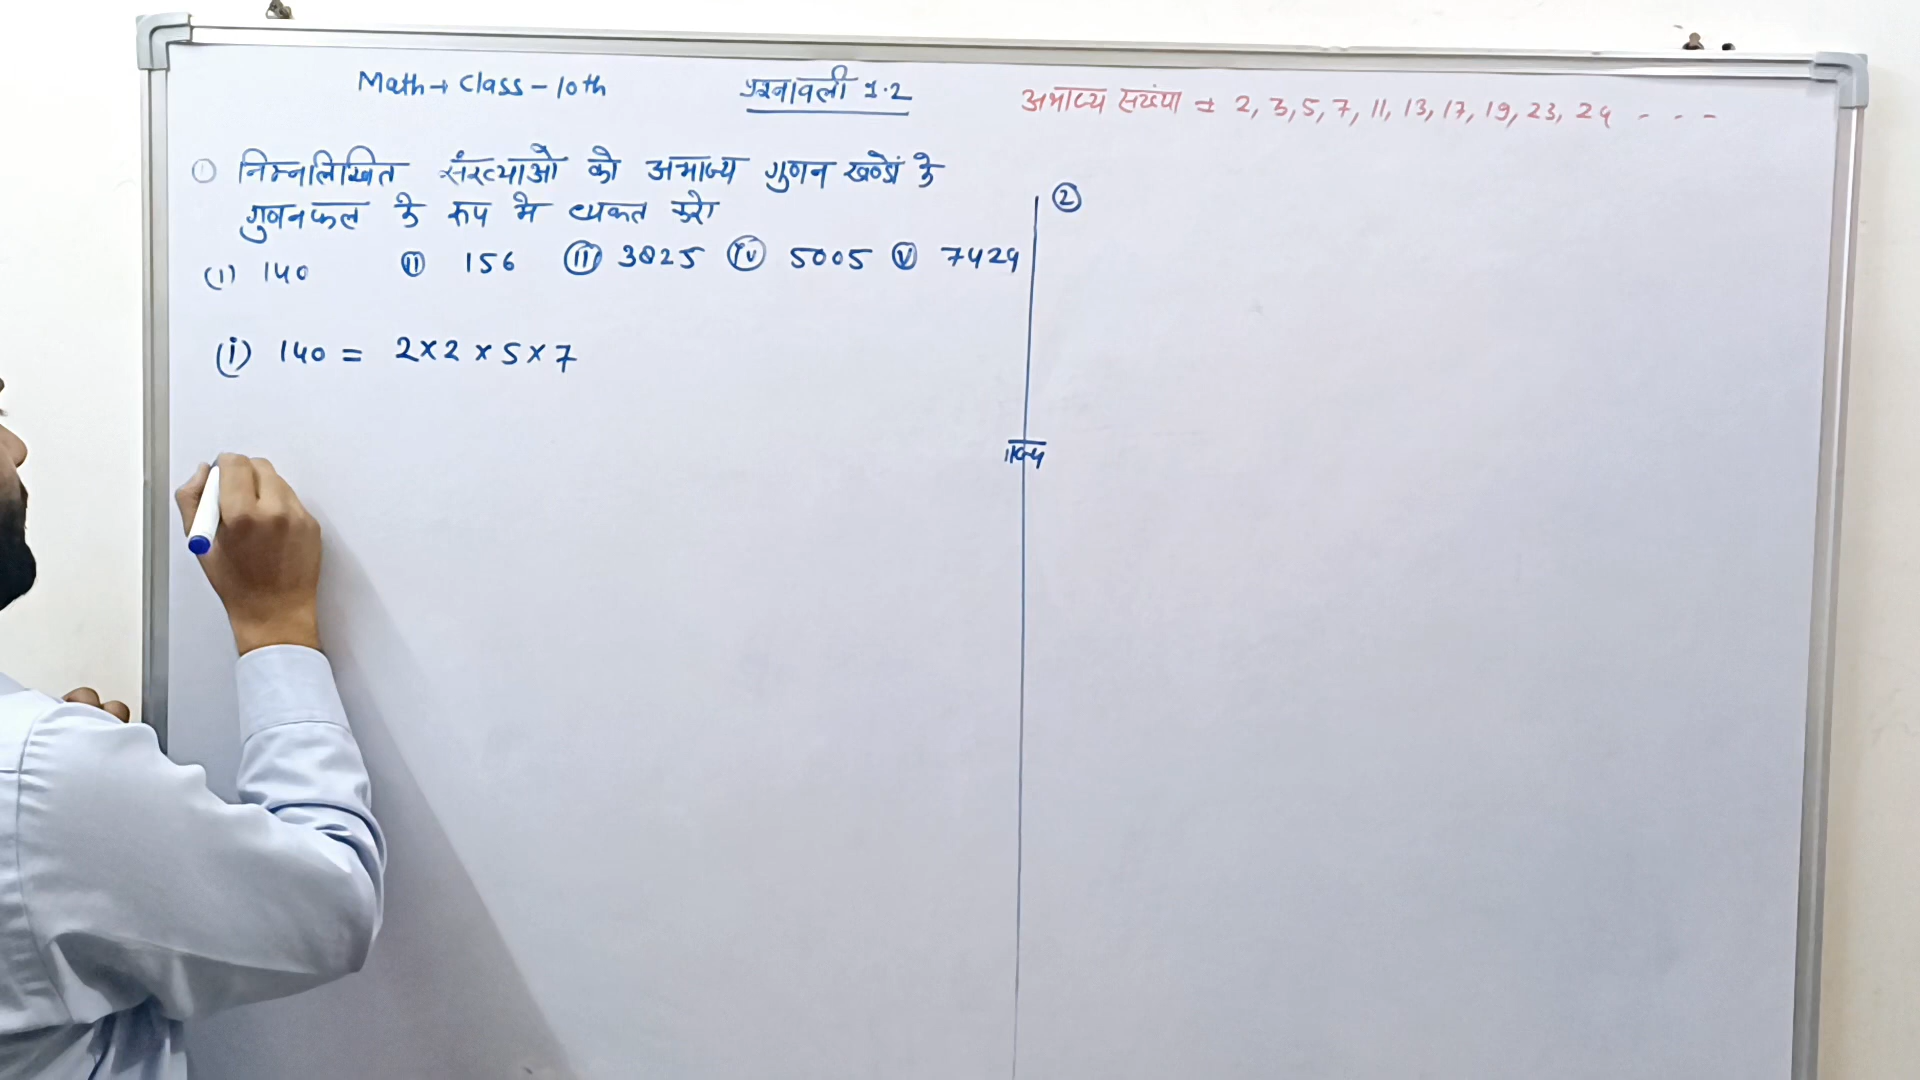 Math → Class - 10th
प्रश्नावली 1.2
अभाज्य संख्या = 2, 3, 5, 7, 11, 13, 17, 19, 23, 29 - - -
① निम्नलिखित संख्याओ को अभाज्य गुणन खण्डों के
गुणनफल के रूप मे व्यक्त करो
(i) 140 (ii) 156 (iii) 3825 (iv) 5005 (v) 7429
(i) 140 = 2×2×5×7
②